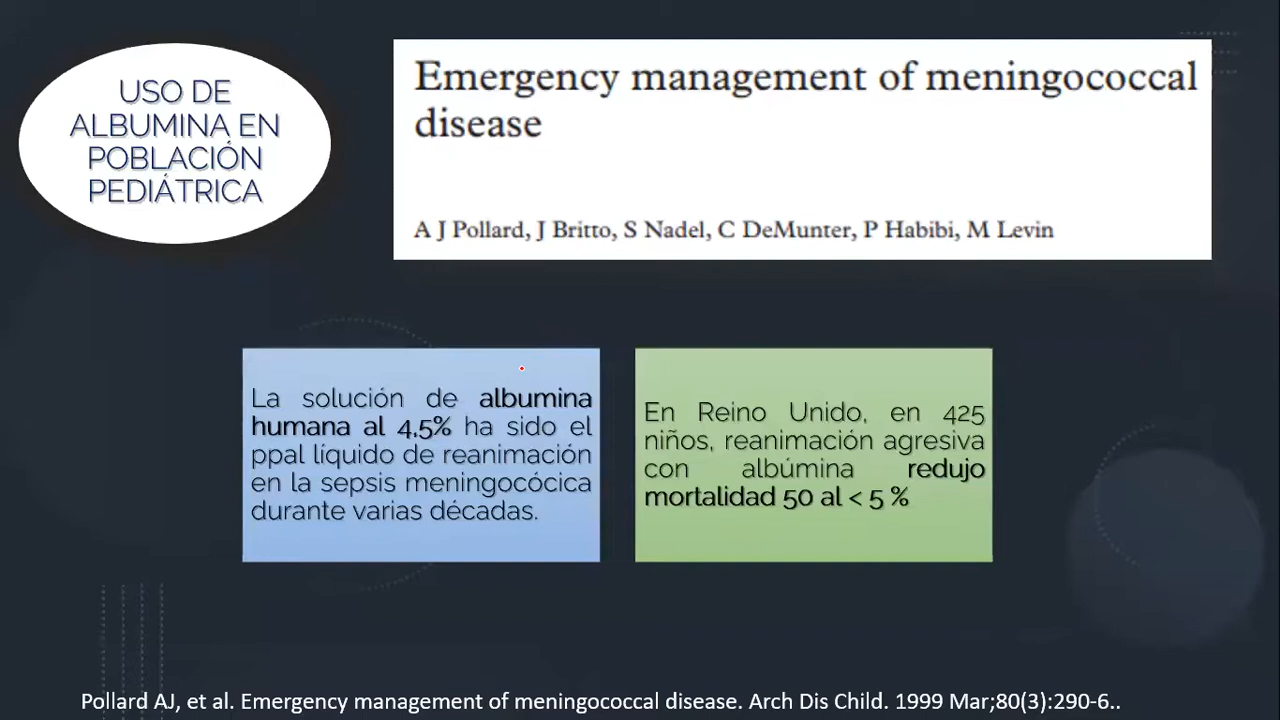 USO DE
ALBUMINA EN
POBLACIÓN
PEDIÁTRICA
Emergency management of meningococcal
disease
A J Pollard, J Britto, S Nadel, C DeMunter, P Habibi, M Levin
La solución de albumina
humana al 4,5% ha sido el
ppal líquido de reanimación
en la sepsis meningocócica
durante varias décadas.
En Reino Unido, en 425
niños, reanimación agresiva
con albúmina redujo
mortalidad 50 al < 5 %
Pollard AJ, et al. Emergency management of meningococcal disease. Arch Dis Child. 1999 Mar;80(3):290-6..